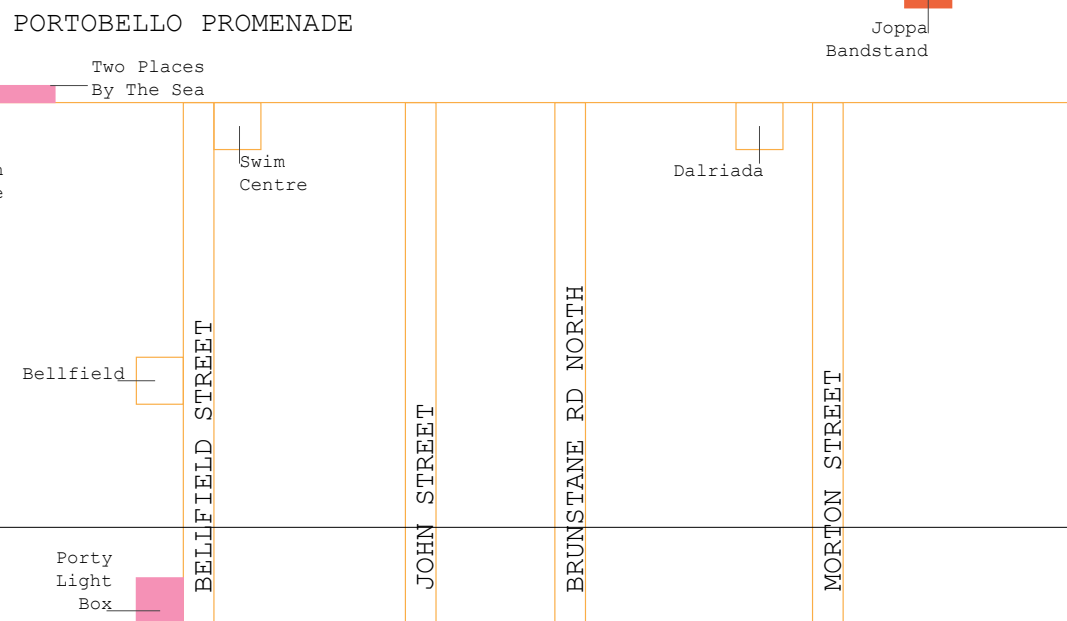 PORTOBELLO PROMENADE
Joppa
Bandstand
Two Places
By The Sea
Swim
Centre
Dalriada
Bellfield
BELLFIELD STREET
JOHN STREET
BRUNSTANE RD NORTH
MORTON STREET
Porty
Light
Box